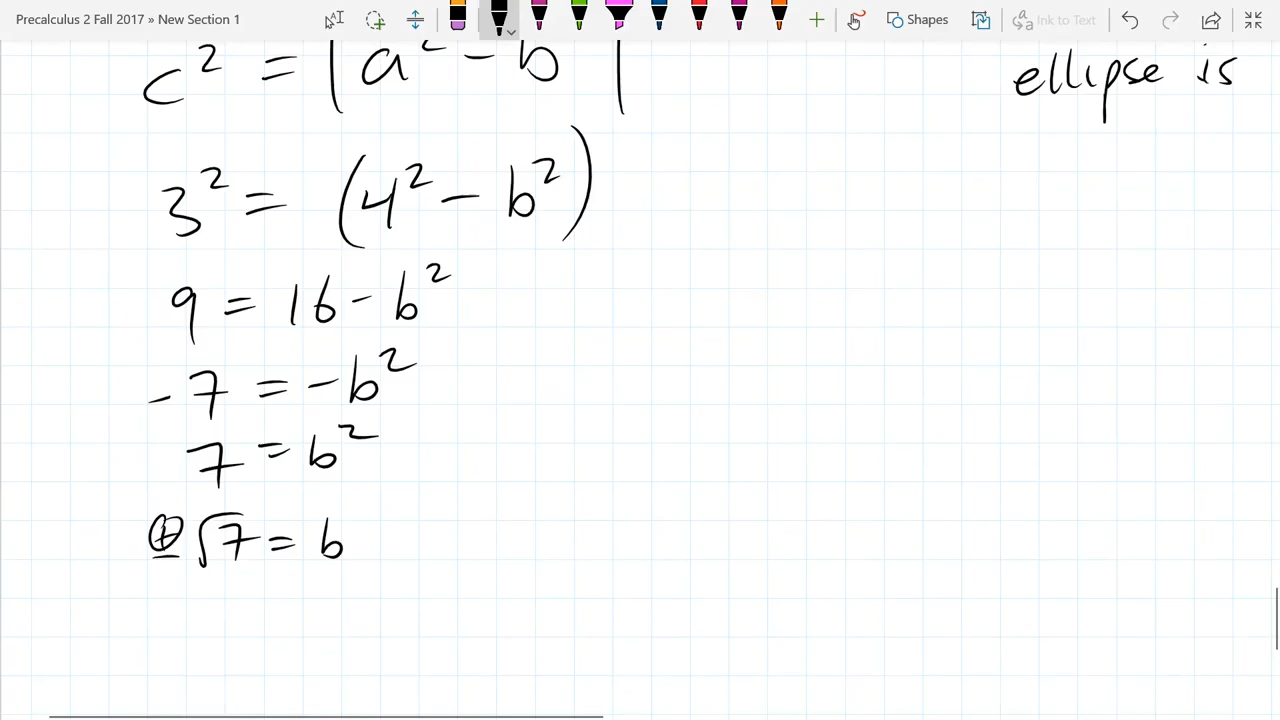 Precalculus 2 Fall 2017 » New Section 1
Shapes
Ink to Text
c² = |a² - b|
ellipse is
3² = (4² - b²)
9 = 16 - b²
-7 = -b²
7 = b²
± √7 = b